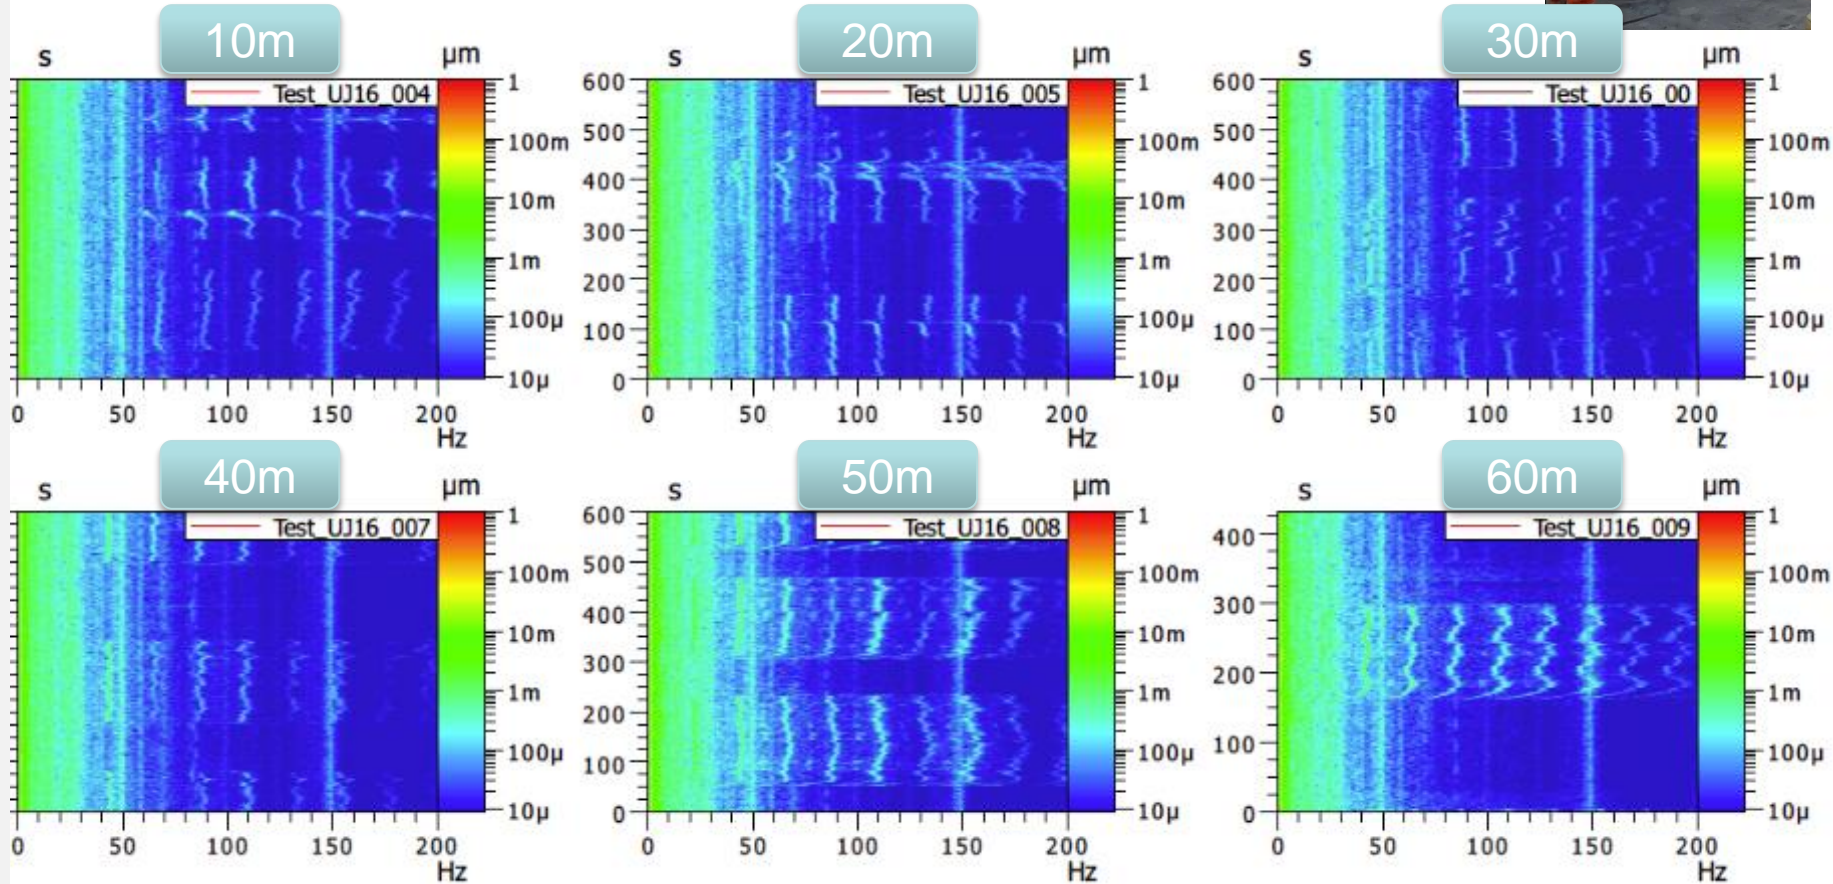 10m
20m
30m
s
µm
s
µm
s
µm
Test_UJ16_004
1
100m
10m
1m
100µ
10µ
0
50
100
150
200
Hz
600
500
400
300
200
100
0
Test_UJ16_005
1
100m
10m
1m
100µ
10µ
0
50
100
150
200
Hz
600
500
400
300
200
100
0
Test_UJ16_00
1
100m
10m
1m
100µ
10µ
0
50
100
150
200
Hz
40m
50m
60m
s
µm
s
µm
s
µm
Test_UJ16_007
1
100m
10m
1m
100µ
10µ
0
50
100
150
200
Hz
600
500
400
300
200
100
0
Test_UJ16_008
1
100m
10m
1m
100µ
10µ
0
50
100
150
200
Hz
400
300
200
100
0
Test_UJ16_009
1
100m
10m
1m
100µ
10µ
0
50
100
150
200
Hz